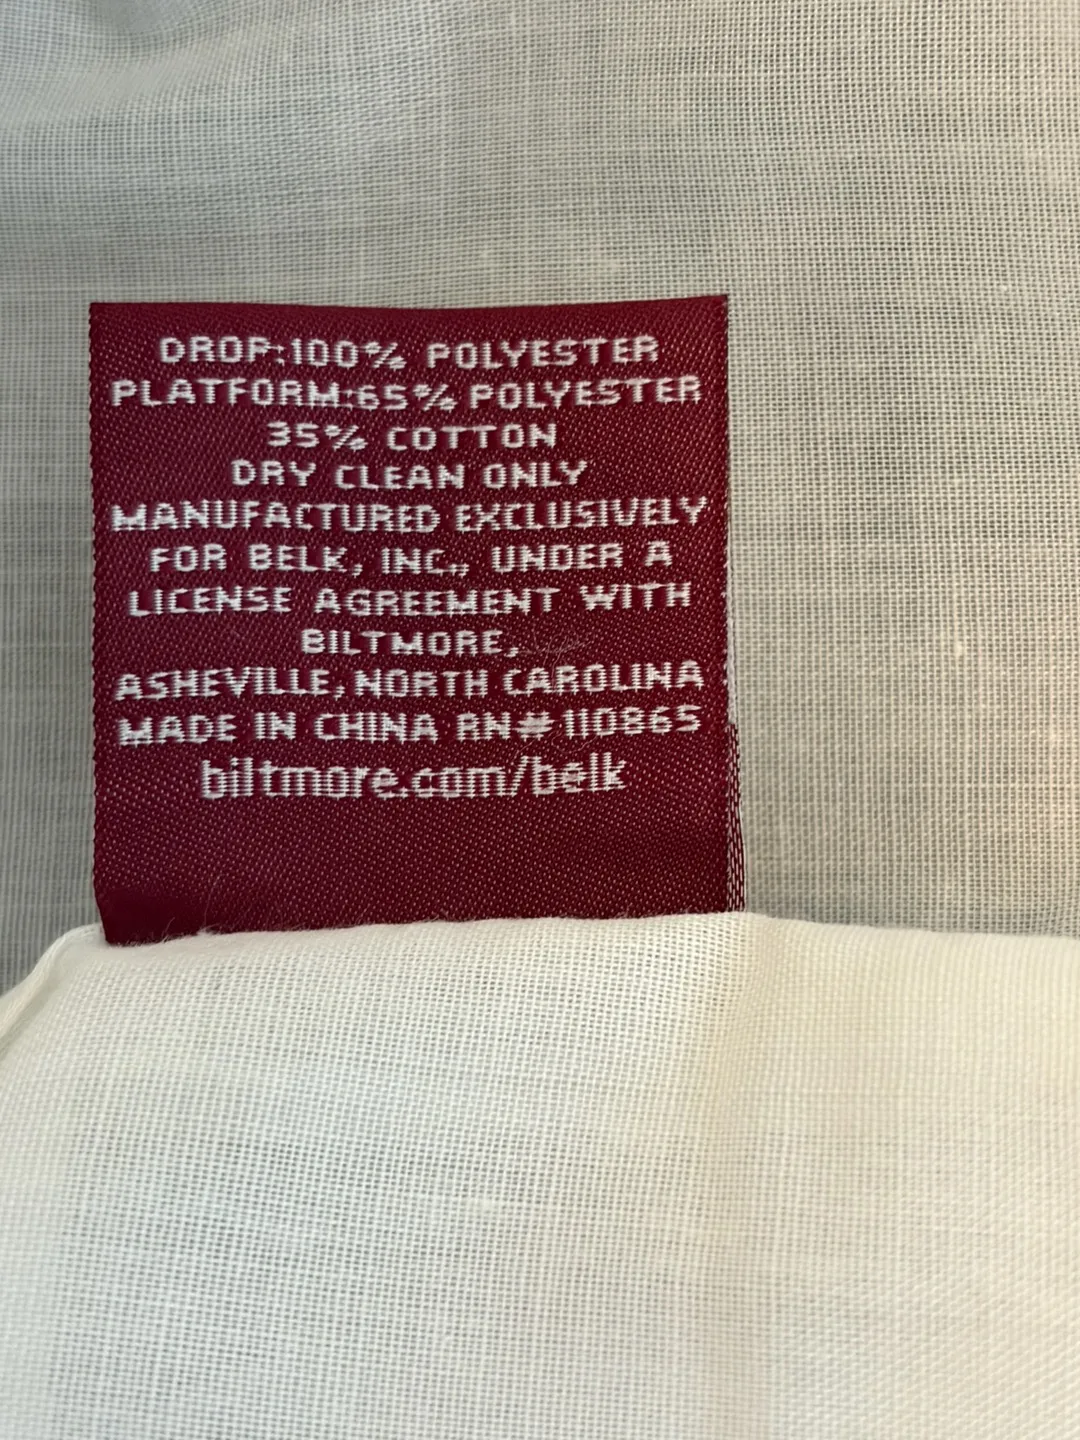 DROP:100% POLYESTER
PLATFORM:65% POLYESTER
35% COTTON
DRY CLEAN ONLY
MANUFACTURED EXCLUSIVELY
FOR BELK, INC., UNDER A
LICENSE AGREEMENT WITH
BILTMORE,
ASHEVILLE, NORTH CAROLINA
MADE IN CHINA RN# 110865
biltmore.com/belk